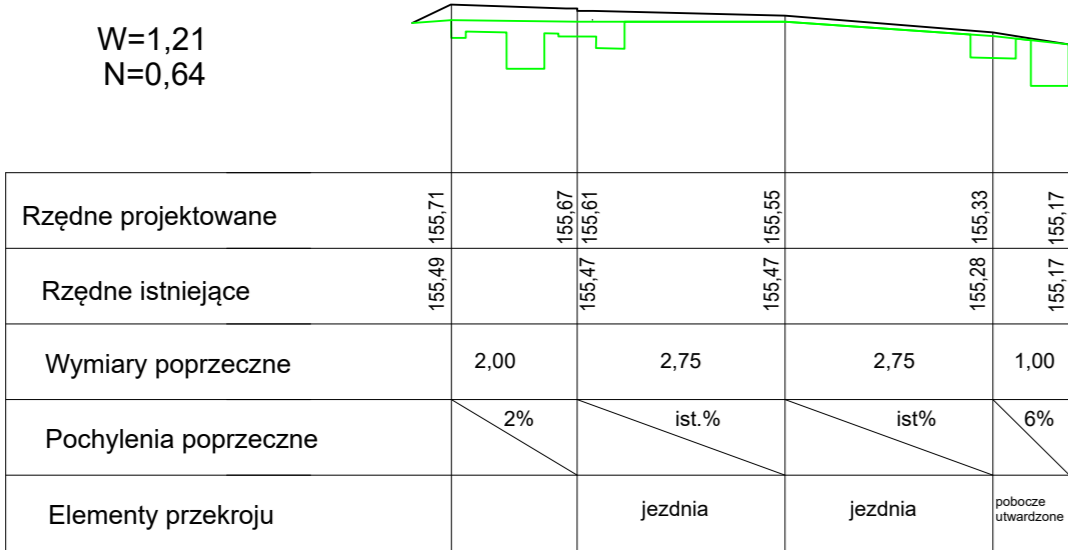 W=1,21
N=0,64
Rzędne projektowane 155,71 155,67 155,61 155,55 155,33 155,17
Rzędne istniejące 155,49 155,47 155,47 155,28 155,17
Wymiary poprzeczne 2,00 2,75 2,75 1,00
Pochylenia poprzeczne 2% ist.% ist% 6%
Elementy przekroju jezdnia jezdnia pobocze
utwardzone